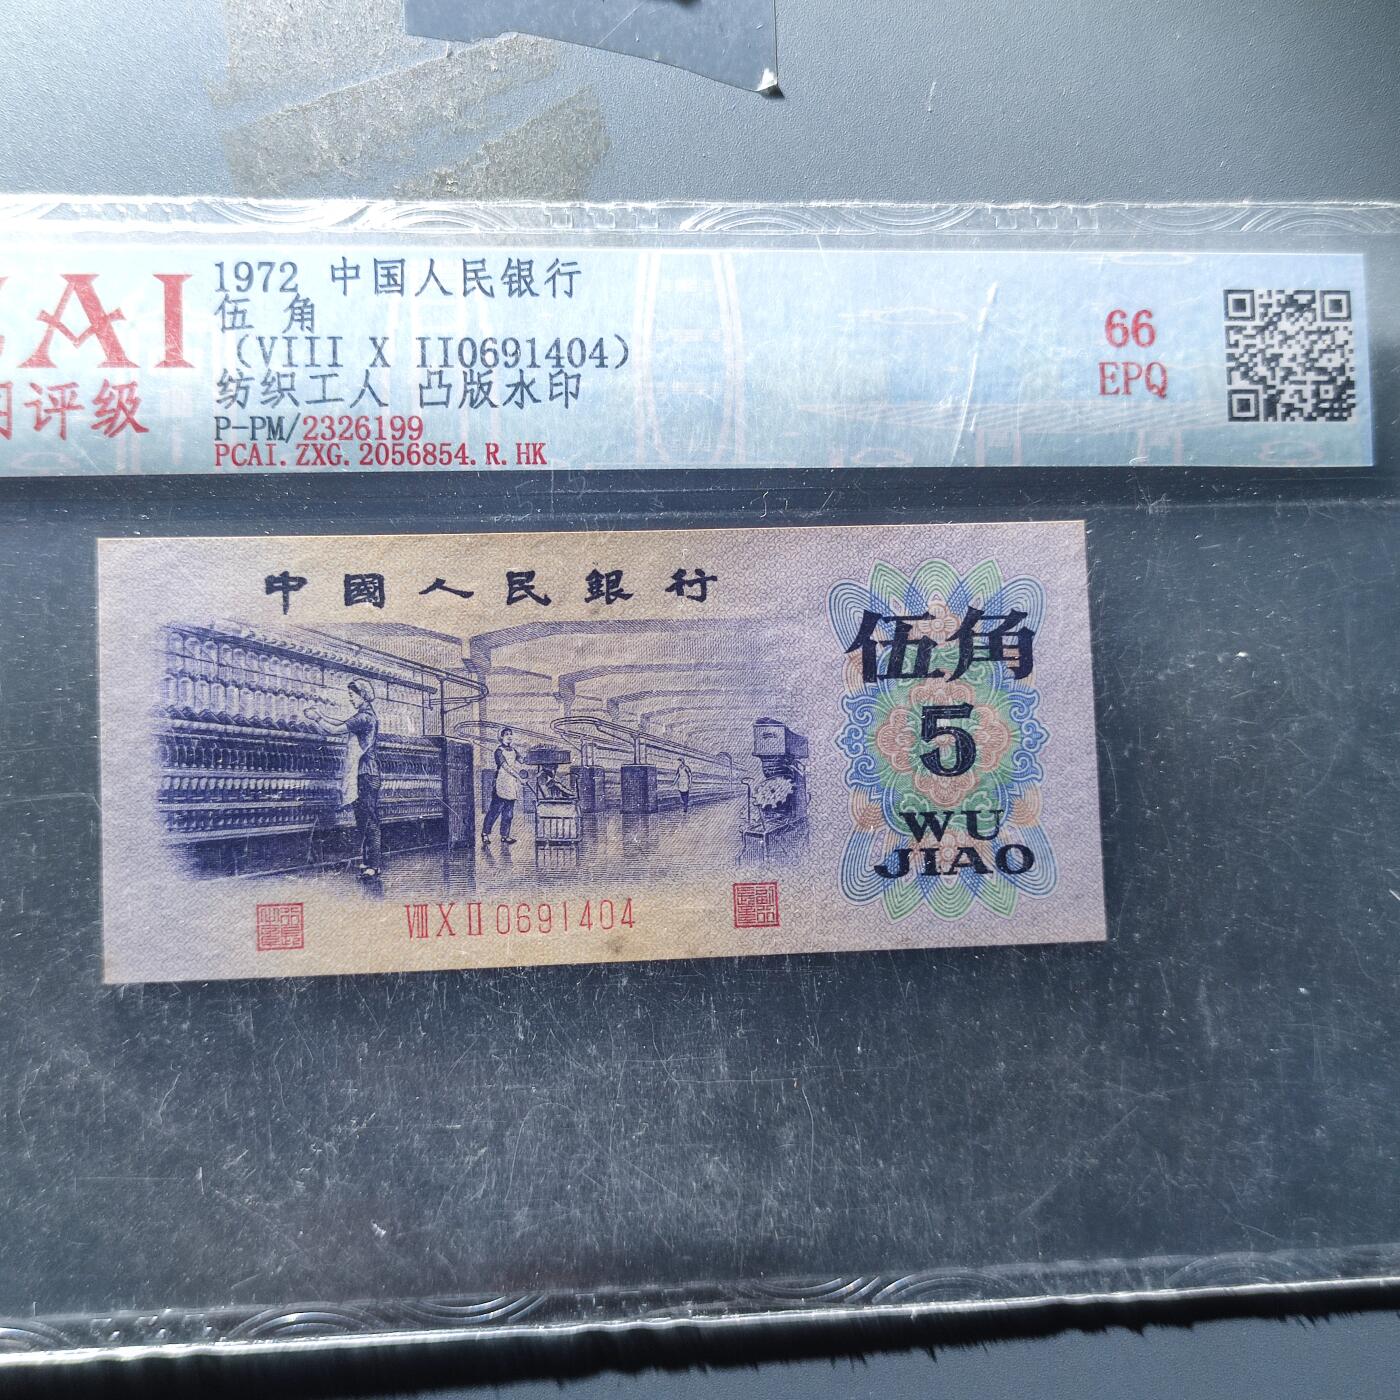 AI
评级
1972 中国人民银行
伍 角
(VIII X II0691404)
纺织工人 凸版水印
P-PM/2326199
PCAI.ZXG.2056854.R.HK
66
EPQ
中國人民銀行
伍角
5
WU
JIAO
VIII X II 0691404